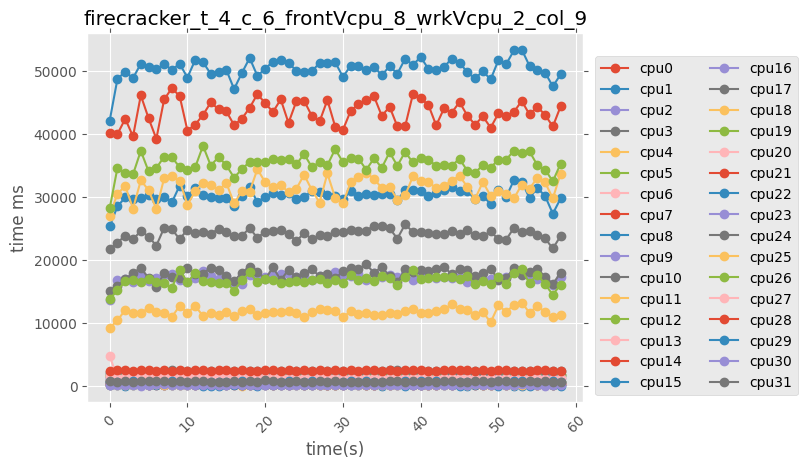 firecracker_t_4_c_6_frontVcpu_8_wrkVcpu_2_col_9
50000
40000
30000
20000
10000
0
time ms
0 10 20 30 40 50 60
time(s)
cpu0 cpu16
cpu1 cpu17
cpu2 cpu18
cpu3 cpu19
cpu4 cpu20
cpu5 cpu21
cpu6 cpu22
cpu7 cpu23
cpu8 cpu24
cpu9 cpu25
cpu10 cpu26
cpu11 cpu27
cpu12 cpu28
cpu13 cpu29
cpu14 cpu30
cpu15 cpu31